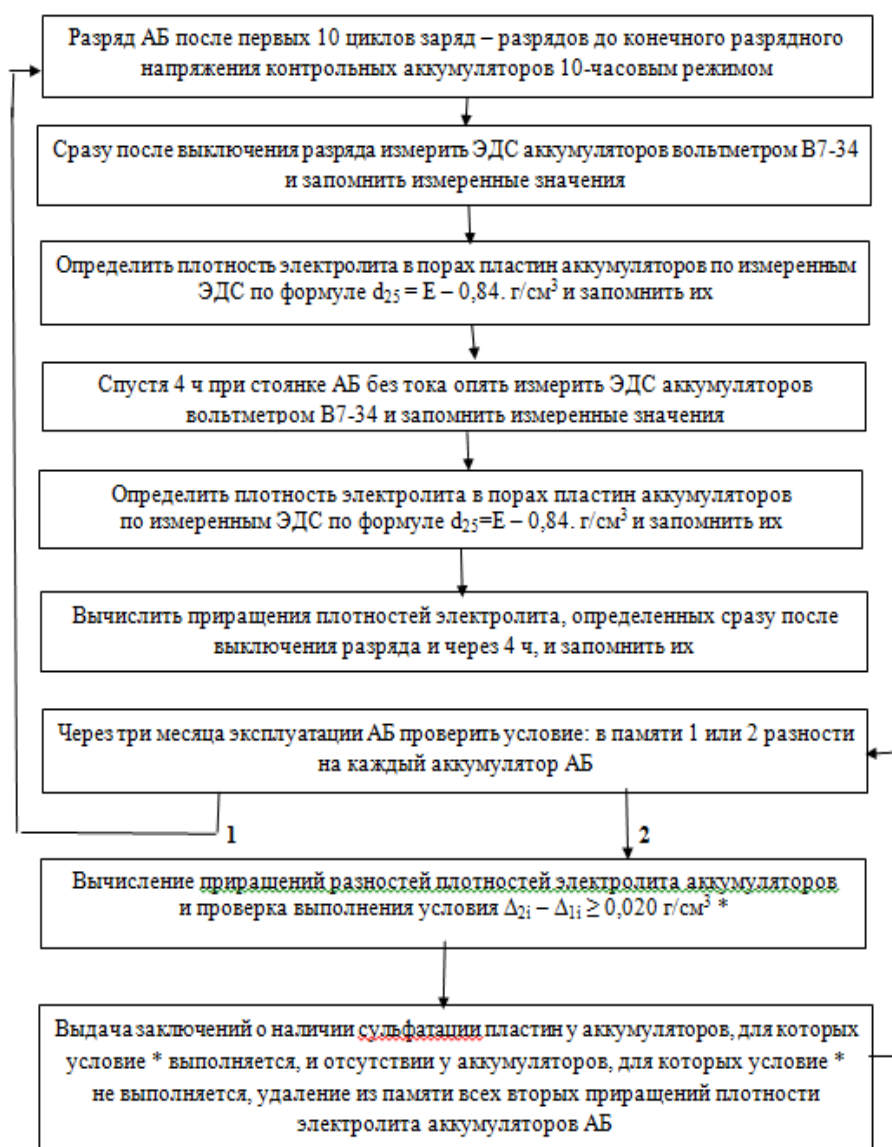 Разряд АБ после первых 10 циклов заряд – разрядов до конечного разрядного
напряжения контрольных аккумуляторов 10-часовым режимом
Сразу после выключения разряда измерить ЭДС аккумуляторов вольтметром В7-34
и запомнить измеренные значения
Определить плотность электролита в порах пластин аккумуляторов по измеренным
ЭДС по формуле d₂₅ = E – 0,84. г/см³ и запомнить их
Спустя 4 ч при стоянке АБ без тока опять измерить ЭДС аккумуляторов
вольтметром В7-34 и запомнить измеренные значения
Определить плотность электролита в порах пластин аккумуляторов
по измеренным ЭДС по формуле d₂₅=E – 0,84. г/см³ и запомнить их
Вычислить приращения плотностей электролита, определенных сразу после
выключения разряда и через 4 ч, и запомнить их
Через три месяца эксплуатации АБ проверить условие: в памяти 1 или 2 разности
на каждый аккумулятор АБ
1
2
Вычисление приращений разностей плотностей электролита аккумуляторов
и проверка выполнения условия Δ₂ᵢ – Δ₁ᵢ ≥ 0,020 г/см³ *
Выдача заключений о наличии сульфатации пластин у аккумуляторов, для которых
условие * выполняется, и отсутствии у аккумуляторов, для которых условие *
не выполняется, удаление из памяти всех вторых приращений плотности
электролита аккумуляторов АБ